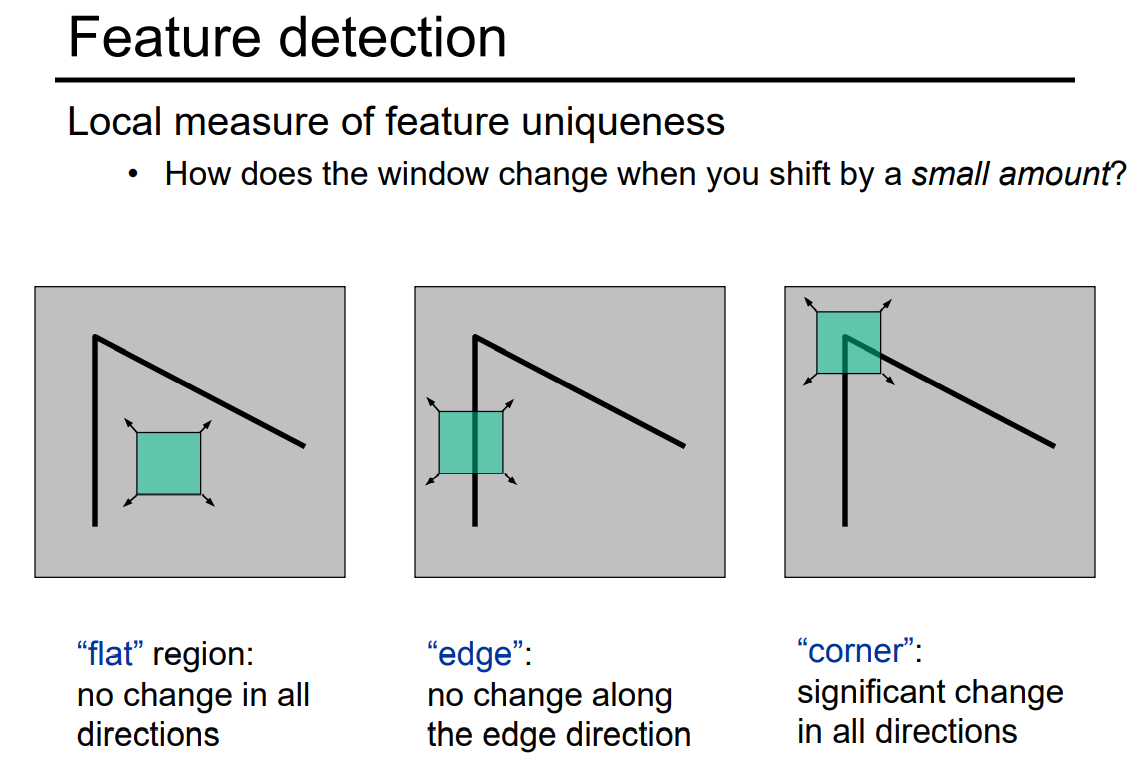 Feature detection
Local measure of feature uniqueness
• How does the window change when you shift by a small amount?
“flat” region:
no change in all
directions
“edge”:
no change along
the edge direction
“corner”:
significant change
in all directions